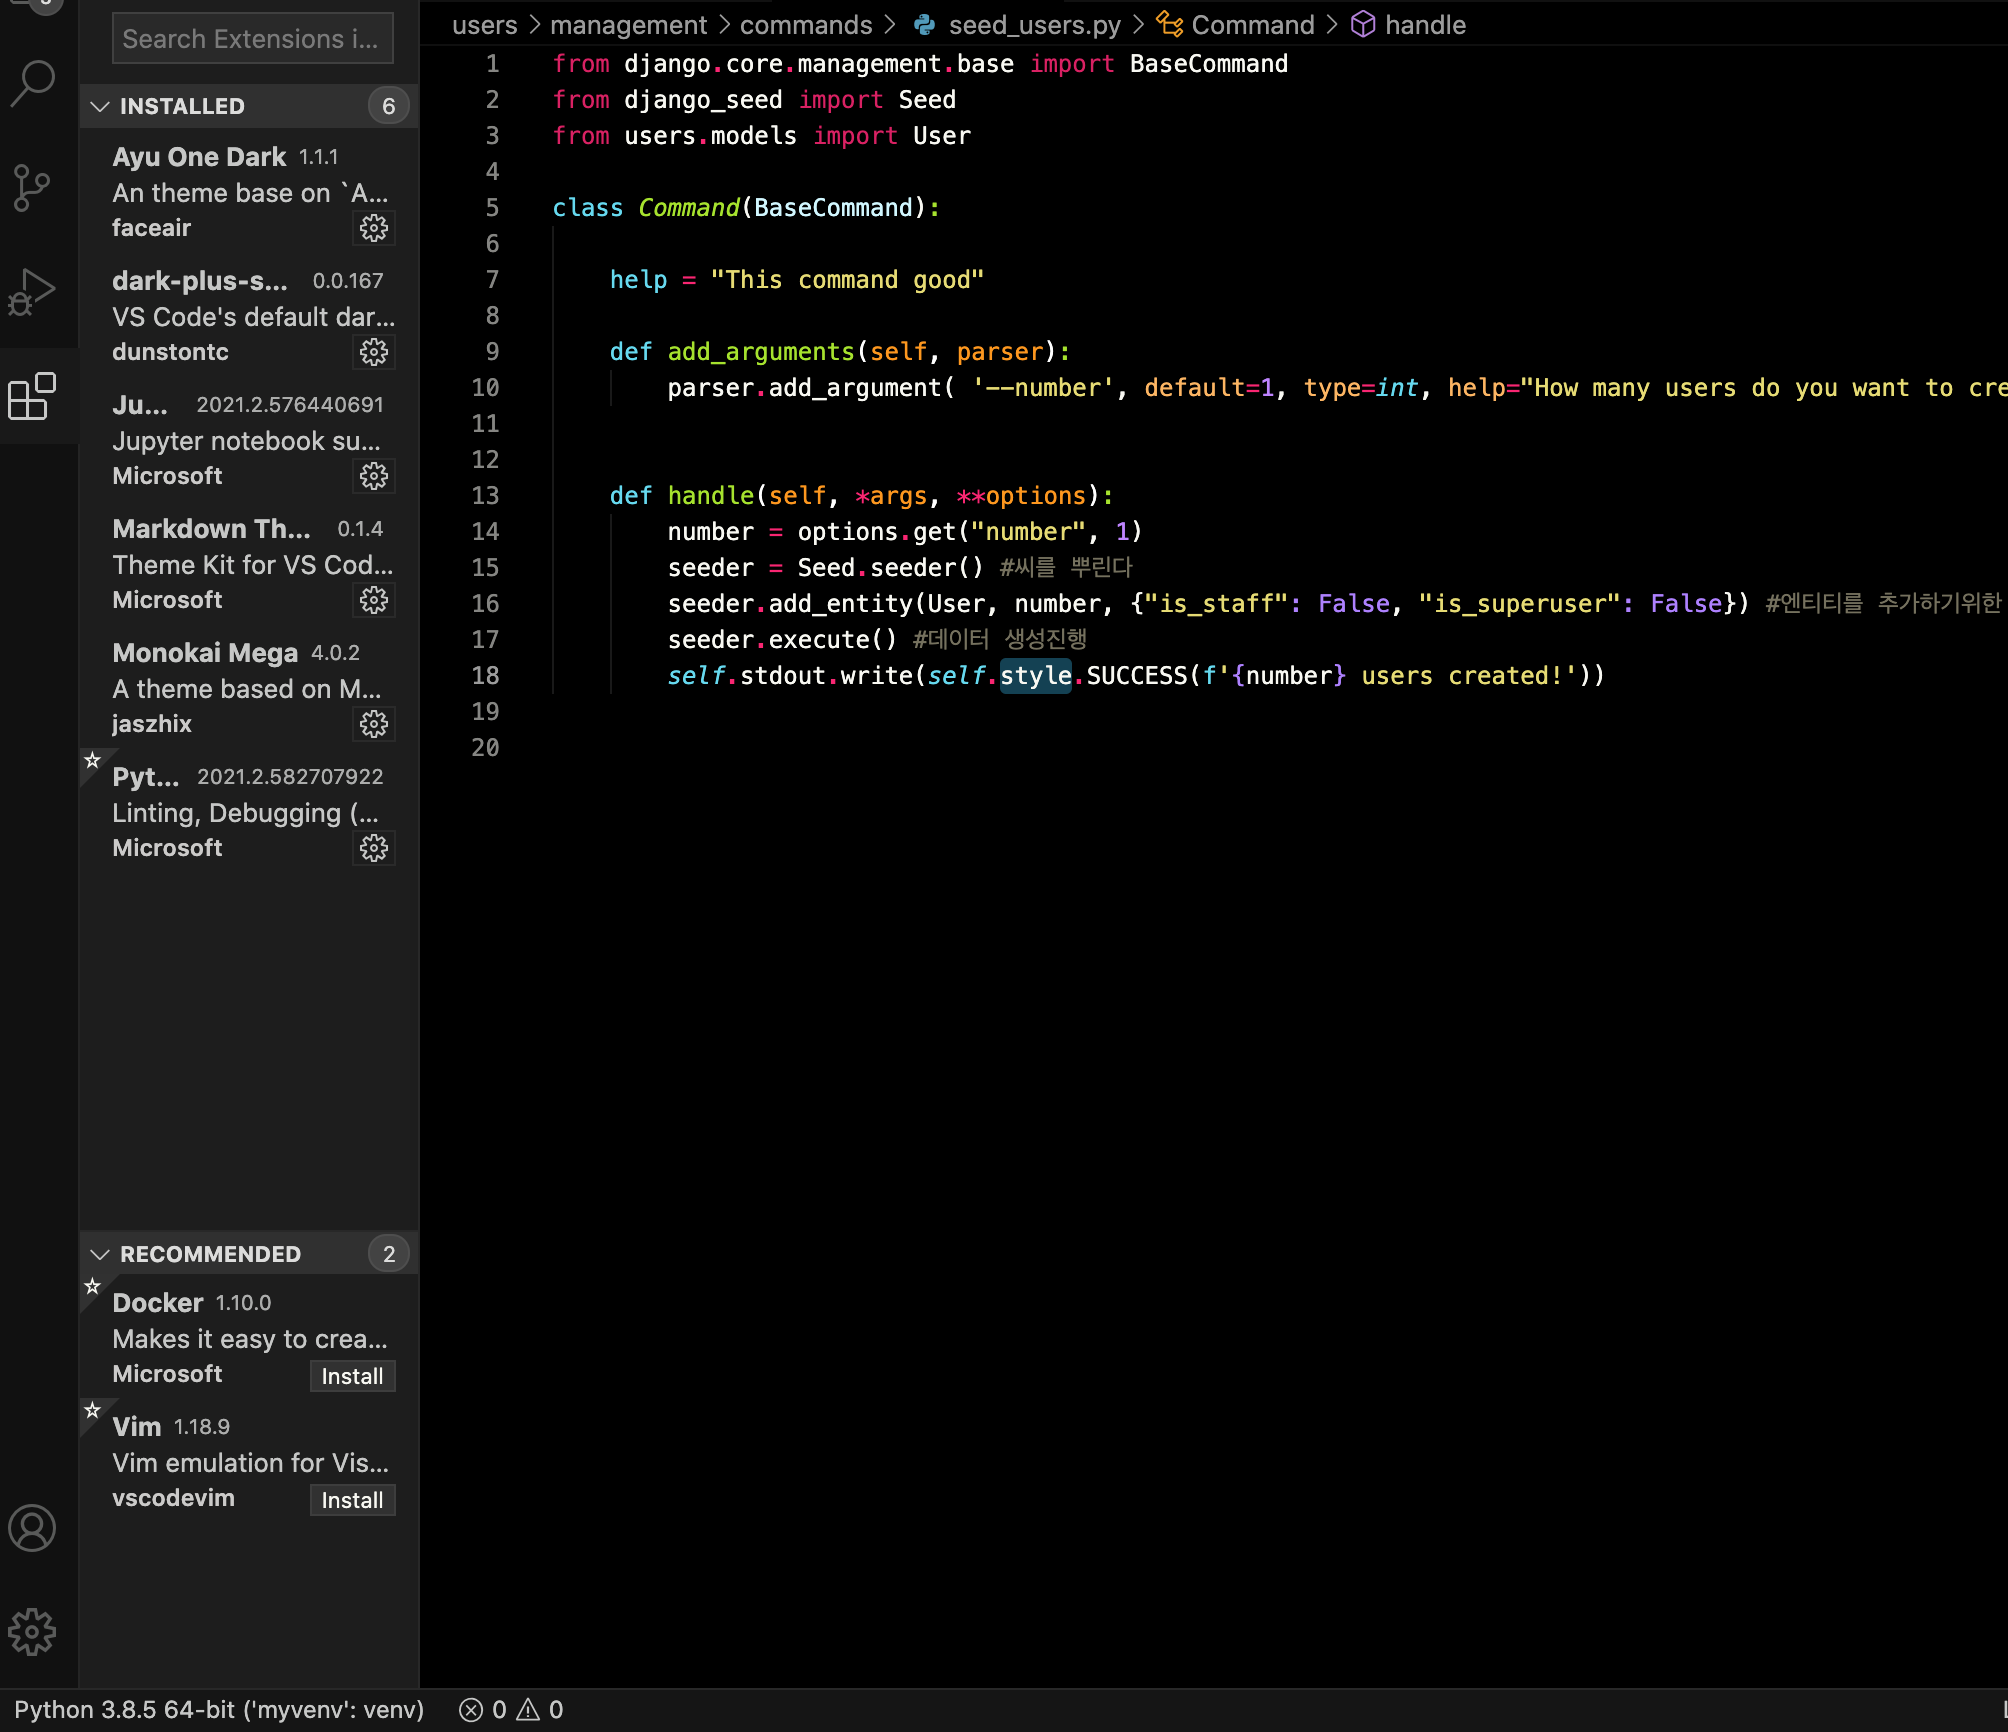 Search Extensions i...
INSTALLED 6
Ayu One Dark 1.1.1
An theme base on `A...
faceair
dark-plus-s... 0.0.167
VS Code's default dar...
dunstontc
Ju... 2021.2.576440691
Jupyter notebook su...
Microsoft
Markdown Th... 0.1.4
Theme Kit for VS Cod...
Microsoft
Monokai Mega 4.0.2
A theme based on M...
jaszhix
Pyt... 2021.2.582707922
Linting, Debugging (...
Microsoft
RECOMMENDED 2
Docker 1.10.0
Makes it easy to crea...
Microsoft Install
Vim 1.18.9
Vim emulation for Vis...
vscodevim Install
users > management > commands > seed_users.py > Command > handle
1 from django.core.management.base import BaseCommand
2 from django_seed import Seed
3 from users.models import User
4
5 class Command(BaseCommand):
6
7 help = "This command good"
8
9 def add_arguments(self, parser):
10 parser.add_argument( '--number', default=1, type=int, help="How many users do you want to cre
11
12
13 def handle(self, *args, **options):
14 number = options.get("number", 1)
15 seeder = Seed.seeder() #씨를 뿌린다
16 seeder.add_entity(User, number, {"is_staff": False, "is_superuser": False}) #엔티티를 추가하기위한
17 seeder.execute() #데이터 생성진행
18 self.stdout.write(self.style.SUCCESS(f'{number} users created!'))
19
20
Python 3.8.5 64-bit ('myvenv': venv) 0 0